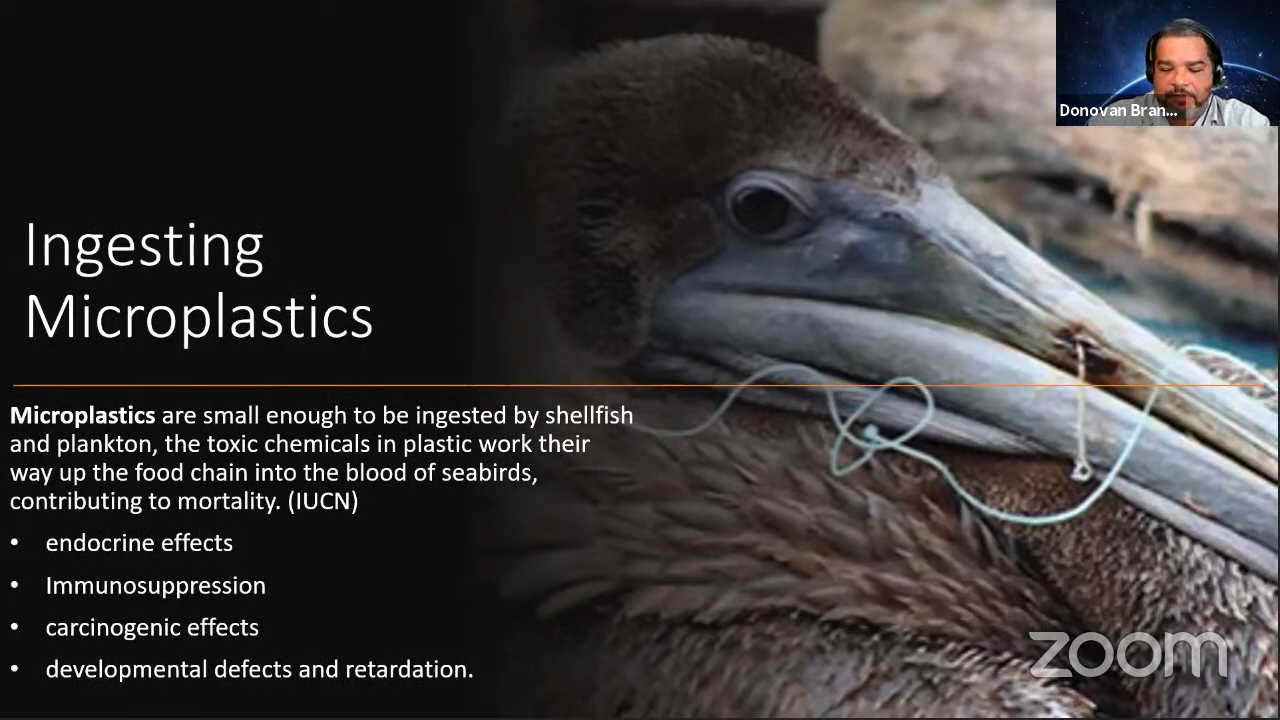 Donovan Bran...
Ingesting
Microplastics
Microplastics are small enough to be ingested by shellfish
and plankton, the toxic chemicals in plastic work their
way up the food chain into the blood of seabirds,
contributing to mortality. (IUCN)
• endocrine effects
• Immunosuppression
• carcinogenic effects
• developmental defects and retardation.
zoom